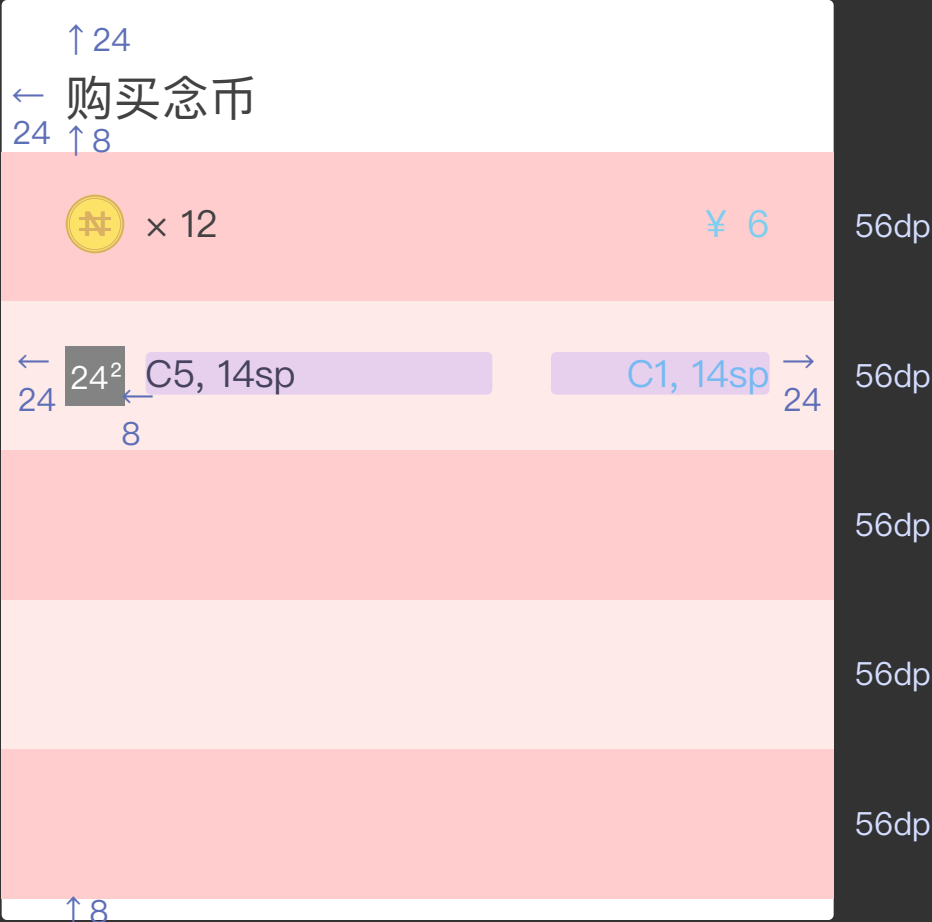 ↑24
← 购买念币
24 ↑8
₦ × 12 ¥ 6 56dp
← 24² C5, 14sp C1, 14sp → 56dp
24 ← 24
8
56dp
56dp
56dp
↑8